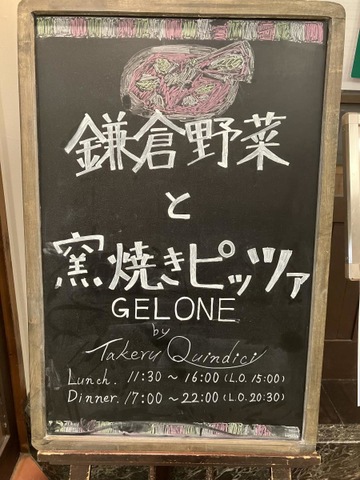 鎌倉野菜
と
窯焼きピッツァ
GELONE
by
Takeru Quindici
Lunch. 11:30～16:00 (L.O.15:00)
Dinner. 17:00～22:00 (L.O.20:30)